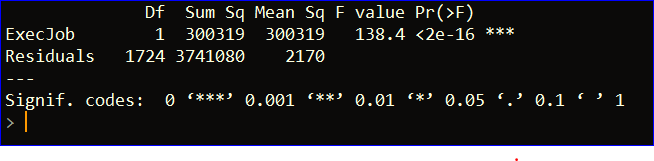 Df Sum Sq Mean Sq F value Pr(>F)
ExecJob 1 300319 300319 138.4 <2e-16 ***
Residuals 1724 3741080 2170
---
Signif. codes: 0 ‘***’ 0.001 ‘**’ 0.01 ‘*’ 0.05 ‘.’ 0.1 ‘ ’ 1
>